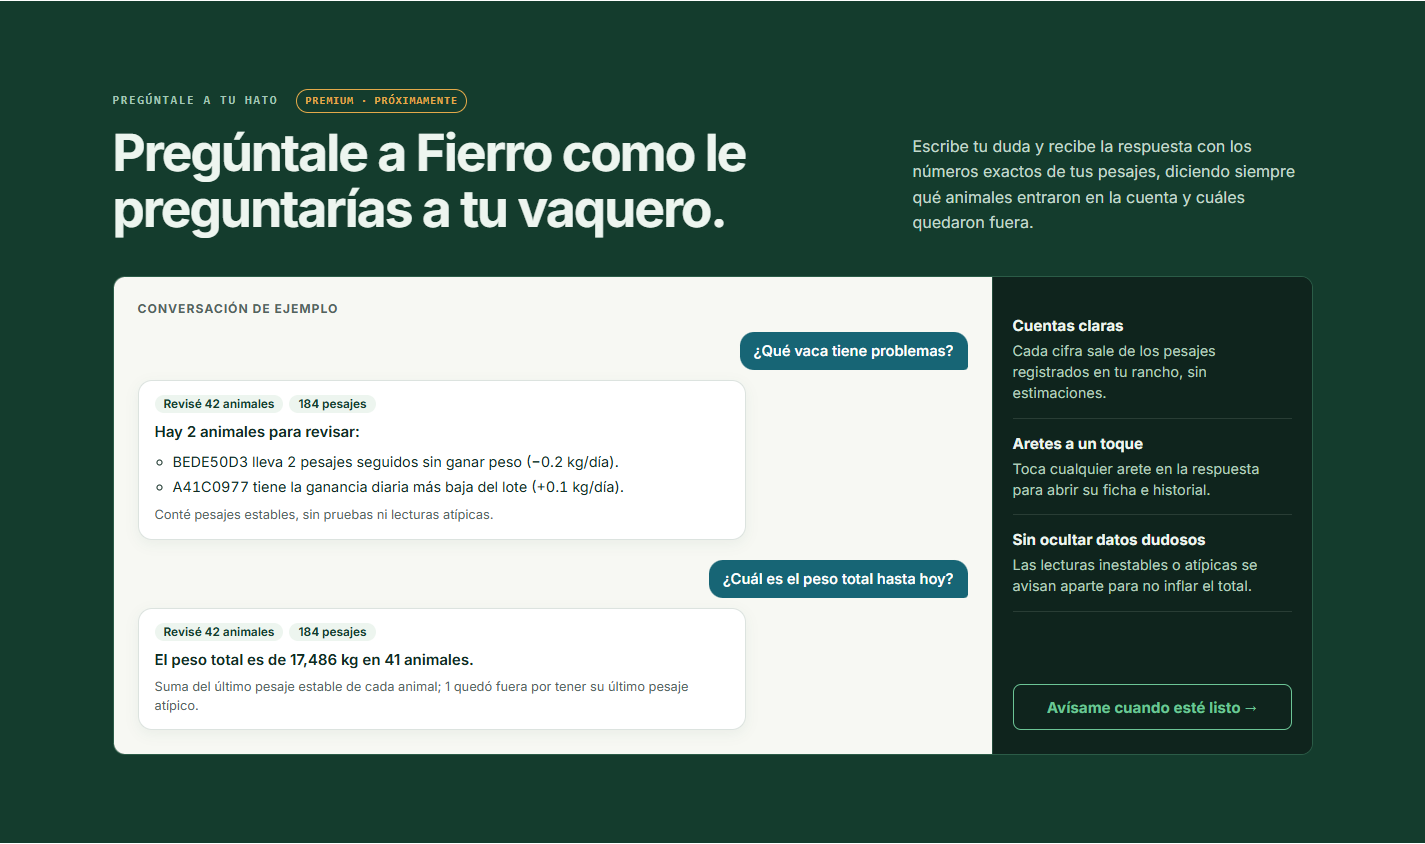 PREGÚNTALE A TU HATO
PREMIUM · PRÓXIMAMENTE
Pregúntale a Fierro como le
preguntarías a tu vaquero.
Escribe tu duda y recibe la respuesta con los
números exactos de tus pesajes, diciendo siempre
qué animales entraron en la cuenta y cuáles
quedaron fuera.
CONVERSACIÓN DE EJEMPLO
¿Qué vaca tiene problemas?
Revisé 42 animales
184 pesajes
Hay 2 animales para revisar:
BEDE50D3 lleva 2 pesajes seguidos sin ganar peso (−0.2 kg/día).
A41C0977 tiene la ganancia diaria más baja del lote (+0.1 kg/día).
Conté pesajes estables, sin pruebas ni lecturas atípicas.
¿Cuál es el peso total hasta hoy?
Revisé 42 animales
184 pesajes
El peso total es de 17,486 kg en 41 animales.
Suma del último pesaje estable de cada animal; 1 quedó fuera por tener su último pesaje
atípico.
Cuentas claras
Cada cifra sale de los pesajes
registrados en tu rancho, sin
estimaciones.
Aretes a un toque
Toca cualquier arete en la respuesta
para abrir su ficha e historial.
Sin ocultar datos dudosos
Las lecturas inestables o atípicas se
avisan aparte para no inflar el total.
Avísame cuando esté listo →